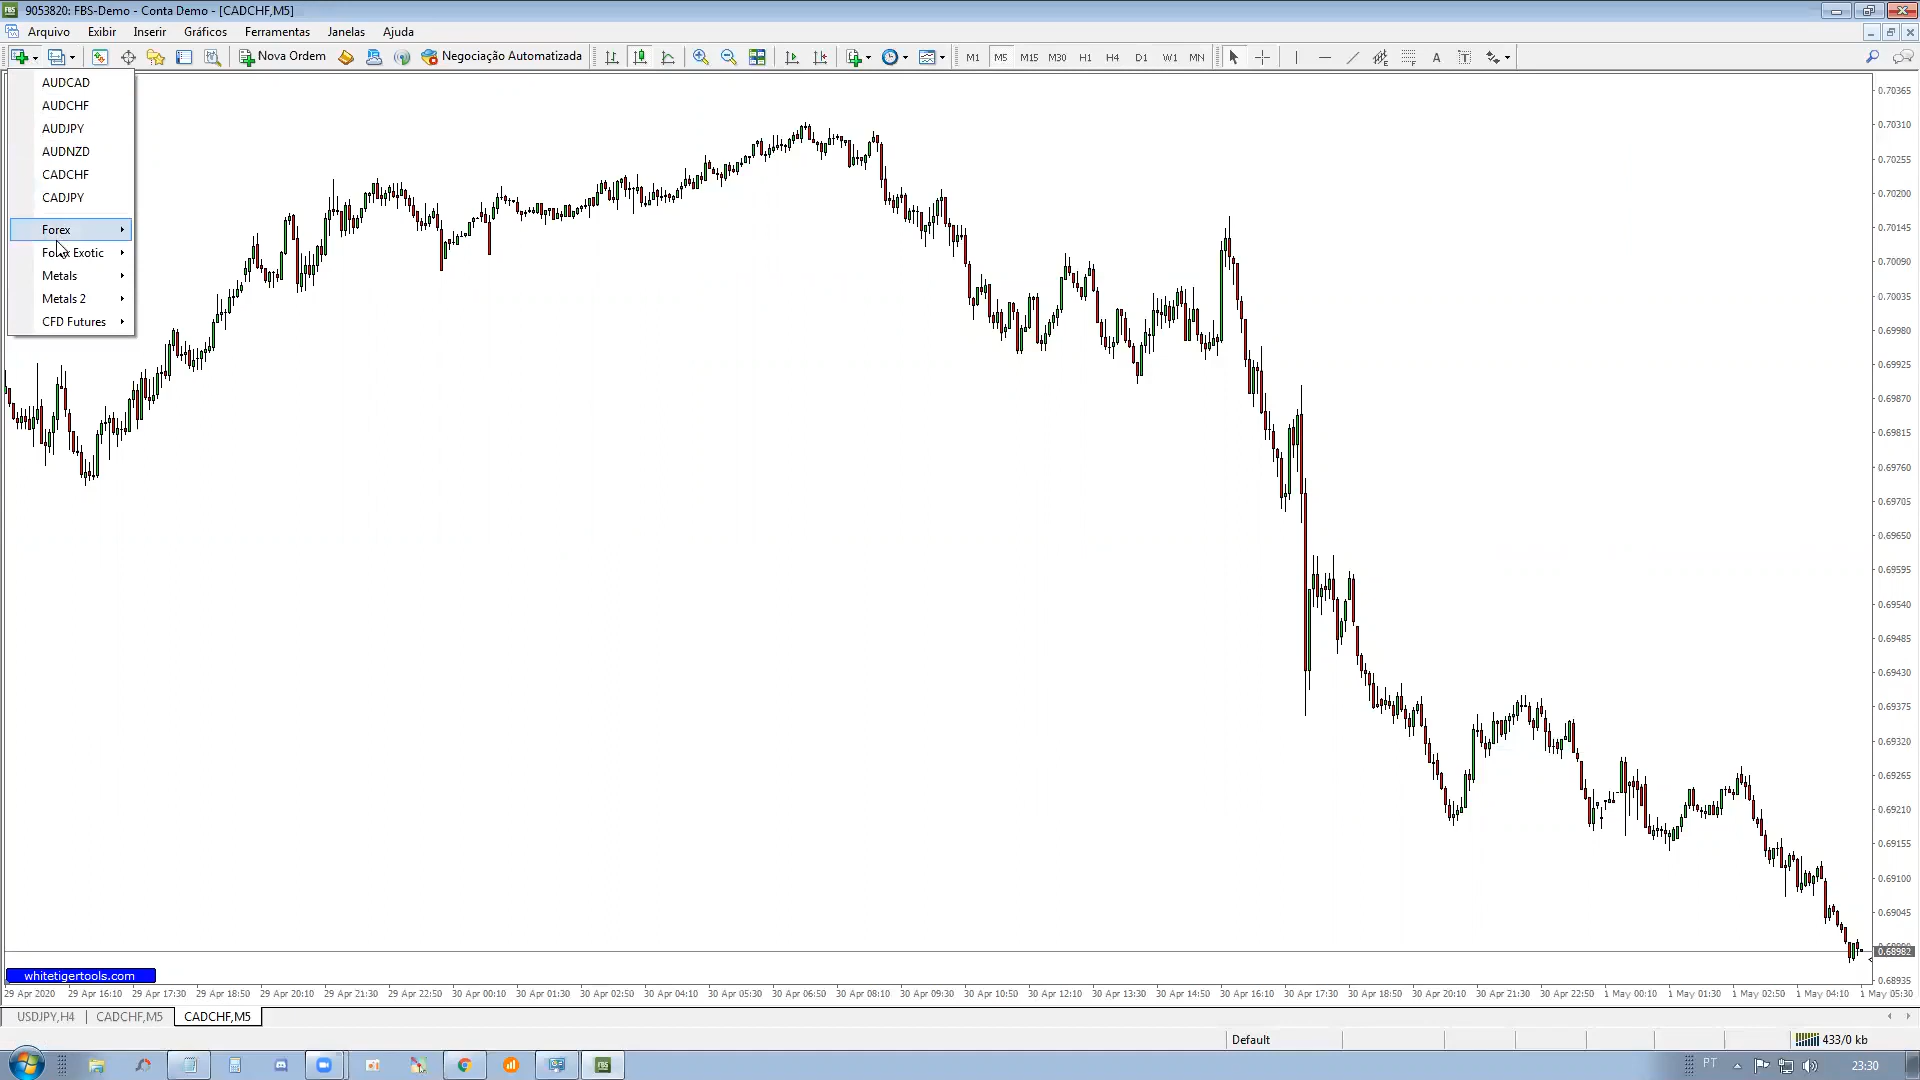 9053820: FBS-Demo - Conta Demo - [CADCHF,M5]
Arquivo Exibir Inserir Gráficos Ferramentas Janelas Ajuda
Nova Ordem Negociação Automatizada M1 M5 M15 M30 H1 H4 D1 W1 MN A T
AUDCAD
AUDCHF
AUDJPY
AUDNZD
CADCHF
CADJPY
Forex
Forex Exotic
Metals
Metals 2
CFD Futures
0.70365
0.70310
0.70255
0.70200
0.70145
0.70090
0.70035
0.69980
0.69925
0.69870
0.69815
0.69760
0.69705
0.69650
0.69595
0.69540
0.69485
0.69430
0.69375
0.69320
0.69265
0.69210
0.69155
0.69100
0.69045
0.68982
0.68935
whitetigertools.com
29 Apr 2020 29 Apr 16:10 29 Apr 17:30 29 Apr 18:50 29 Apr 20:10 29 Apr 21:30 29 Apr 22:50 30 Apr 00:10 30 Apr 01:30 30 Apr 02:50 30 Apr 04:10 30 Apr 05:30 30 Apr 06:50 30 Apr 08:10 30 Apr 09:30 30 Apr 10:50 30 Apr 12:10 30 Apr 13:30 30 Apr 14:50 30 Apr 16:10 30 Apr 17:30 30 Apr 18:50 30 Apr 20:10 30 Apr 21:30 30 Apr 22:50 1 May 00:10 1 May 01:30 1 May 02:50 1 May 04:10 1 May 05:30
USDJPY,H4 CADCHF,M5 CADCHF,M5
Default 433/0 kb
FBS PT 23:30